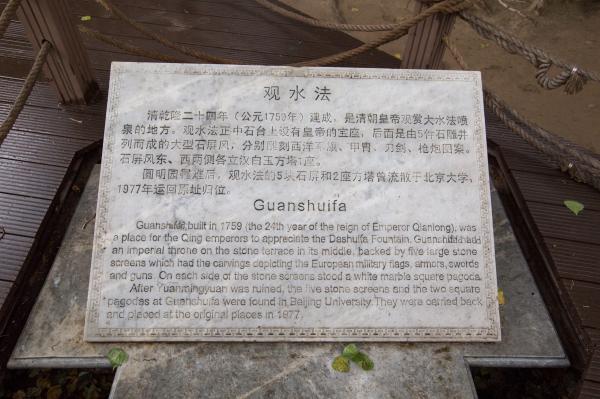 观水法
清乾隆二十四年（公元1759年）建成，是清朝皇帝观赏大水法喷
泉的地方。观水法正中石台上设有皇帝的宝座，后面是由5件石雕并
列而成的大型石屏风，分别雕刻西洋军旗、甲胄、刀剑、枪炮图案。
石屏风东、西两侧各立汉白玉方塔1座。
圆明园罹难后，观水法的5块石屏和2座方塔曾流散于北京大学，
1977年运回原址归位。
Guanshuifa
Guanshuifa,built in 1759 (the 24th year of the reign of Emperor Qianlong), was
a place for the Qing emperors to appreciate the Dashuifa Fountain. Guanshuifa had
an imperial throne on the stone terrace in its middle, backed by five large stone
screens which had the carvings depicting the European military flags, armors, swords
and guns. On each side of the stone screens stood a white marble square pagoda.
After Yuanmingyuan was ruined, the five stone screens and the two square
pagodas at Guanshuifa were found in Beijing University. They were carried back
and placed at the original places in 1977.